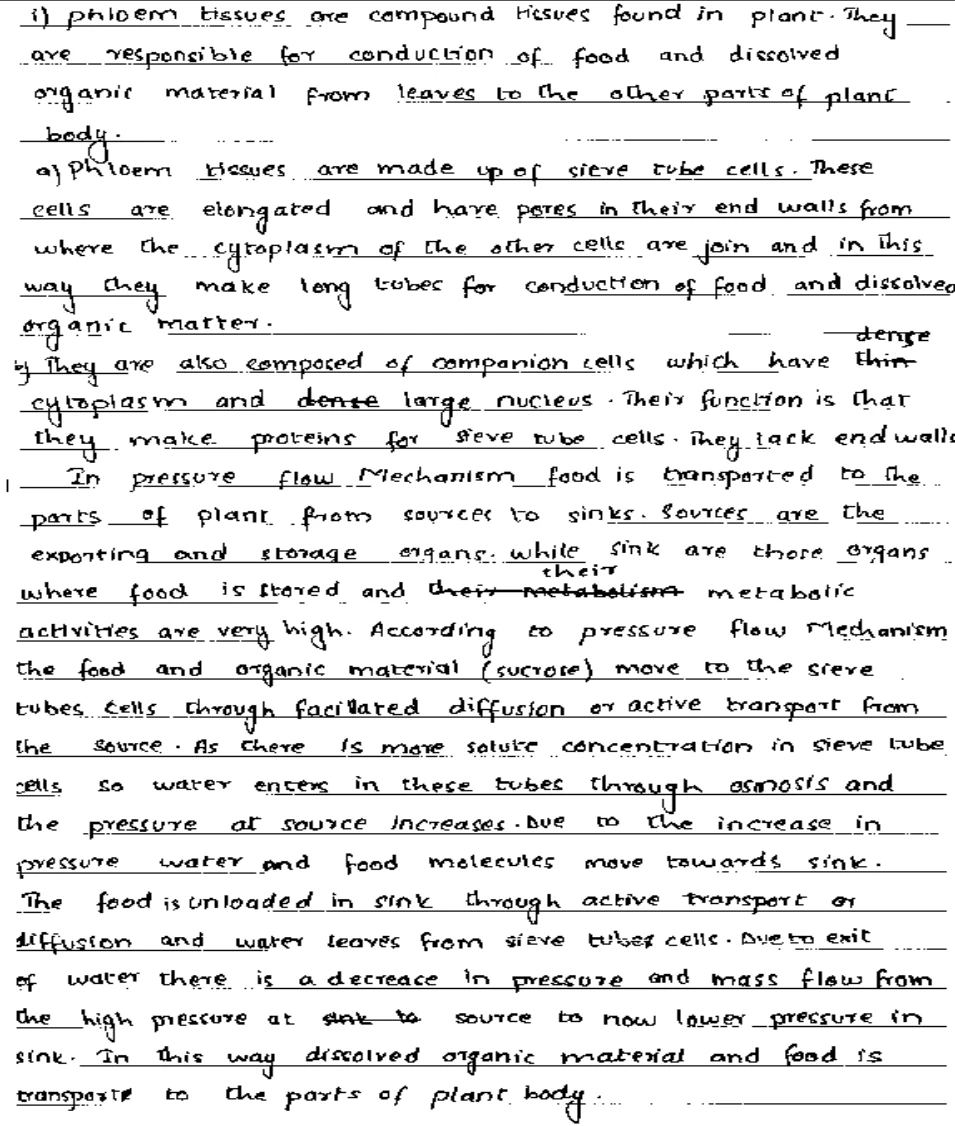 i) phloem tissues are compound tissues found in plant. They
are responsible for conduction of food and dissolved
organic material from leaves to the other parts of plant
body.
a) Phloem tissues are made up of sieve tube cells. These
cells are elongated and have pores in their end walls from
where the cytoplasm of the other cells are join and in this
way they make long tubes for conduction of food and dissolved
organic matter.
b) They are also composed of companion cells which have thin dense
cytoplasm and dense large nucleus. Their function is that
they make proteins for sieve tube cells. They lack end walls
In pressure flow Mechanism food is transported to the
parts of plant from sources to sinks. Sources are the
exporting and storage organs. while sink are those organs
where food is stored and their metabolism their metabolic
activities are very high. According to pressure flow Mechanism
the food and organic material (sucrose) move to the sieve
tubes cells through facilated diffusion or active transport from
the source. As there is more solute concentration in sieve tube
cells so water enters in these tubes through osmosis and
the pressure at source increases. Due to the increase in
pressure water and food molecules move towards sink.
The food is unloaded in sink through active transport or
diffusion and water leaves from sieve tubes cells. Due to exit
of water there is a decrease in pressure and mass flow from
the high pressure at sink to source to now lower pressure in
sink. In this way dissolved organic material and food is
transporte to the parts of plant body.